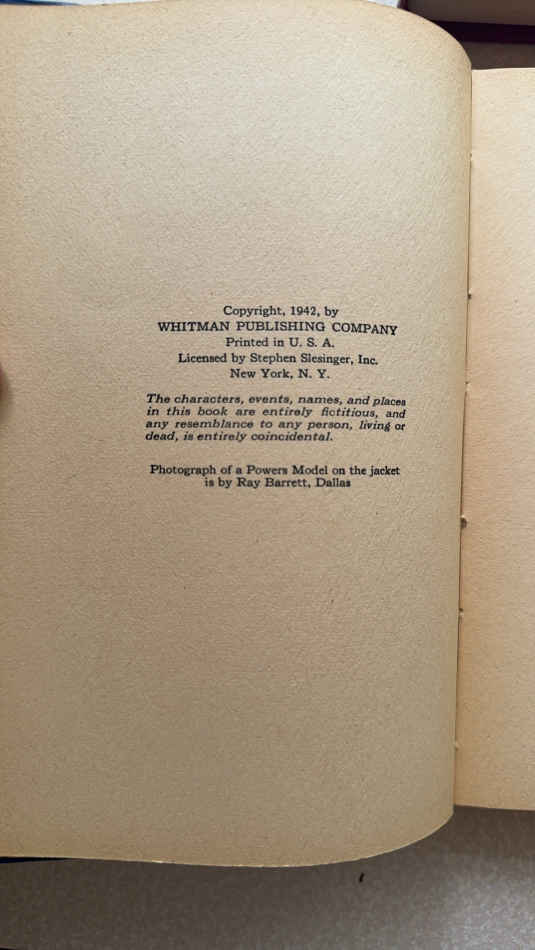 Copyright, 1942, by
WHITMAN PUBLISHING COMPANY
Printed in U. S. A.
Licensed by Stephen Slesinger, Inc.
New York, N. Y.
The characters, events, names, and places
in this book are entirely fictitious, and
any resemblance to any person, living or
dead, is entirely coincidental.
Photograph of a Powers Model on the jacket
is by Ray Barrett, Dallas